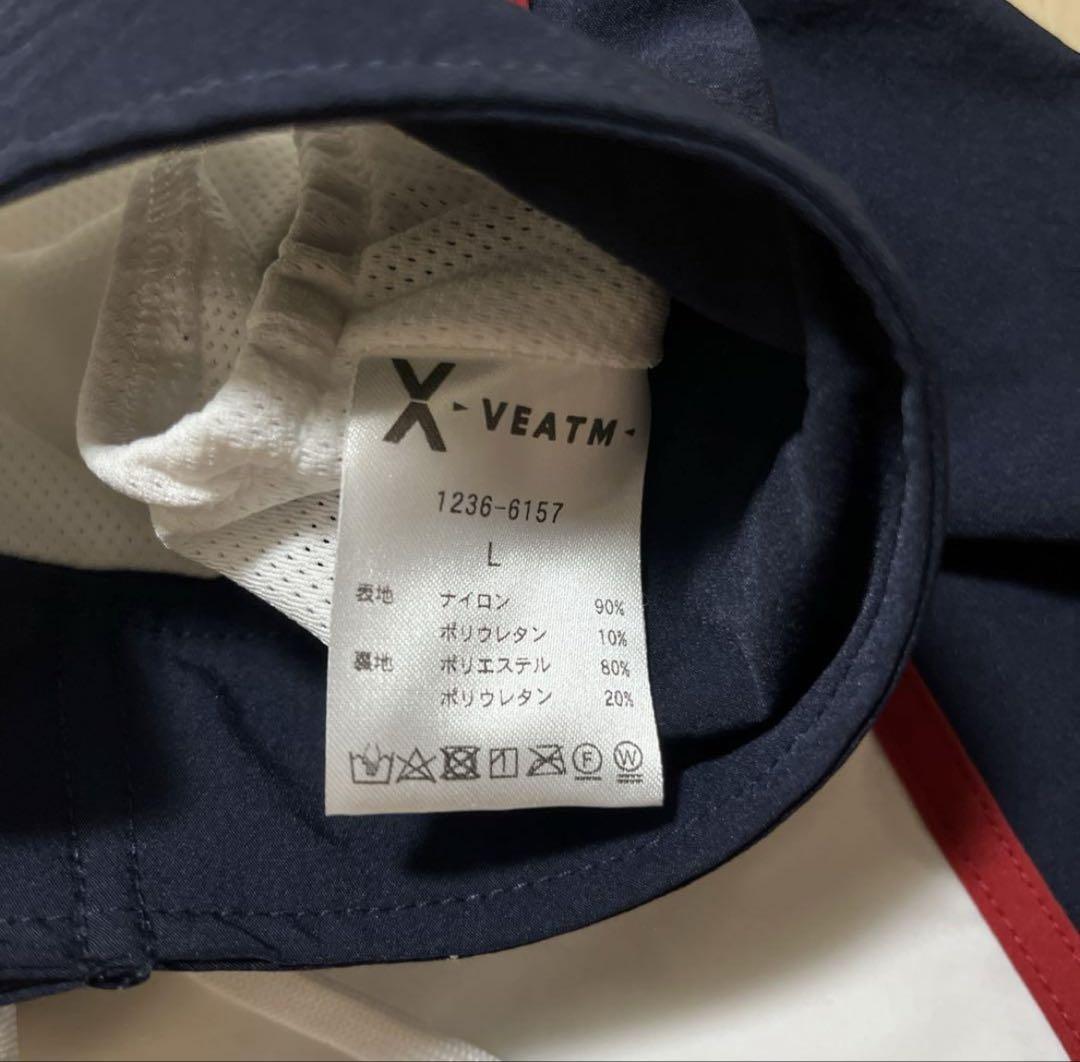 X-VEATM-
1236-6157
L
表地 ナイロン 90%
ポリウレタン 10%
裏地 ポリエステル 80%
ポリウレタン 20%
F W